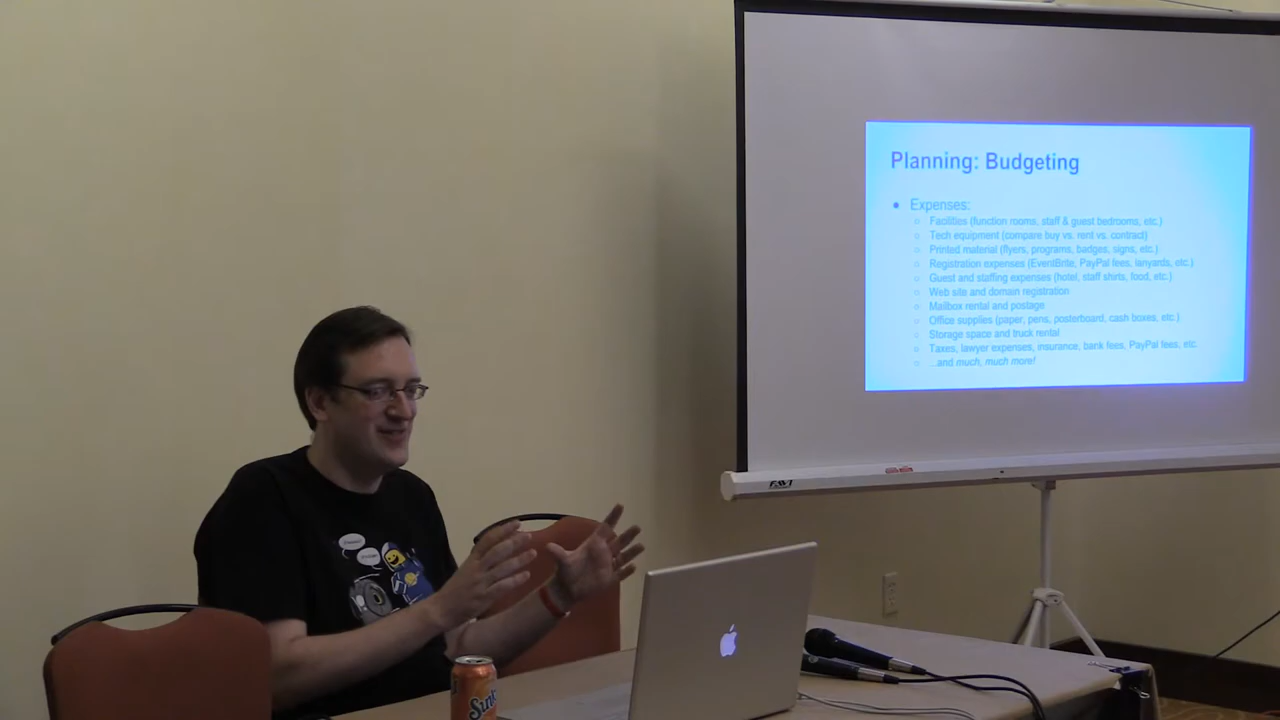 Planning: Budgeting
Expenses:
Facilities (function rooms, staff & guest bedrooms, etc.)
Tech equipment (compare buy vs. rent vs. contract)
Printed material (flyers, programs, badges, signs, etc.)
Registration expenses (EventBrite, PayPal fees, lanyards, etc.)
Guest and staffing expenses (hotel, staff shirts, food, etc.)
Web site and domain registration
Mailbox rental and postage
Office supplies (paper, pens, posterboard, cash boxes, etc.)
Storage space and truck rental
Taxes, lawyer expenses, insurance, bank fees, PayPal fees, etc.
...and much, much more!